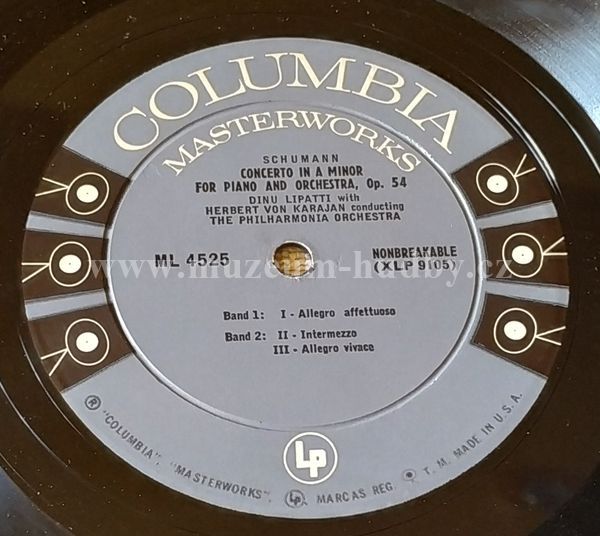 COLUMBIA
MASTERWORKS
SCHUMANN
CONCERTO IN A MINOR
FOR PIANO AND ORCHESTRA, Op. 54
DINU LIPATTI with
HERBERT VON KARAJAN conducting
THE PHILHARMONIA ORCHESTRA
ML 4525
NONBREAKABLE
(XLP 9105)
www.muzeum-hudby.cz
Band 1: I - Allegro affettuoso
Band 2: II - Intermezzo
III - Allegro vivace
LP
® "COLUMBIA", "MASTERWORKS", LP, MARCAS REG. T. M. MADE IN U.S.A.